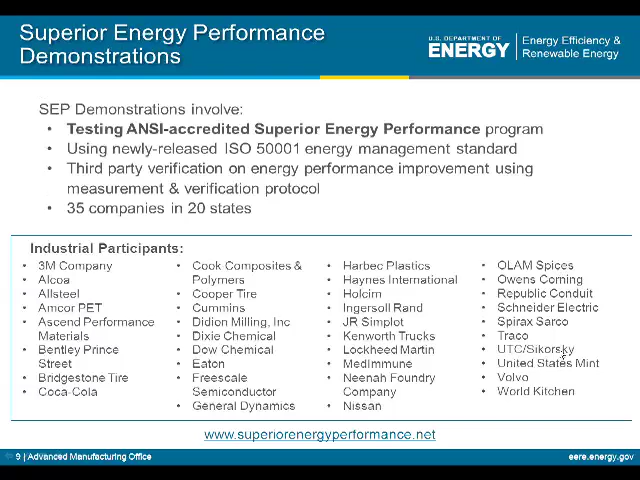 Superior Energy Performance
Demonstrations
U.S. DEPARTMENT OF
ENERGY
Energy Efficiency &
Renewable Energy
SEP Demonstrations involve:
• Testing ANSI-accredited Superior Energy Performance program
• Using newly-released ISO 50001 energy management standard
• Third party verification on energy performance improvement using
measurement & verification protocol
• 35 companies in 20 states
Industrial Participants:
• 3M Company
• Alcoa
• Allsteel
• Amcor PET
• Ascend Performance
Materials
• Bentley Prince
Street
• Bridgestone Tire
• Coca-Cola
• Cook Composites &
Polymers
• Cooper Tire
• Cummins
• Didion Milling, Inc
• Dixie Chemical
• Dow Chemical
• Eaton
• Freescale
Semiconductor
• General Dynamics
• Harbec Plastics
• Haynes International
• Holcim
• Ingersoll Rand
• JR Simplot
• Kenworth Trucks
• Lockheed Martin
• MedImmune
• Neenah Foundry
Company
• Nissan
• OLAM Spices
• Owens Corning
• Republic Conduit
• Schneider Electric
• Spirax Sarco
• Traco
• UTC/Sikorsky
• United States Mint
• Volvo
• World Kitchen
www.superiorenergyperformance.net
9 | Advanced Manufacturing Office
eere.energy.gov